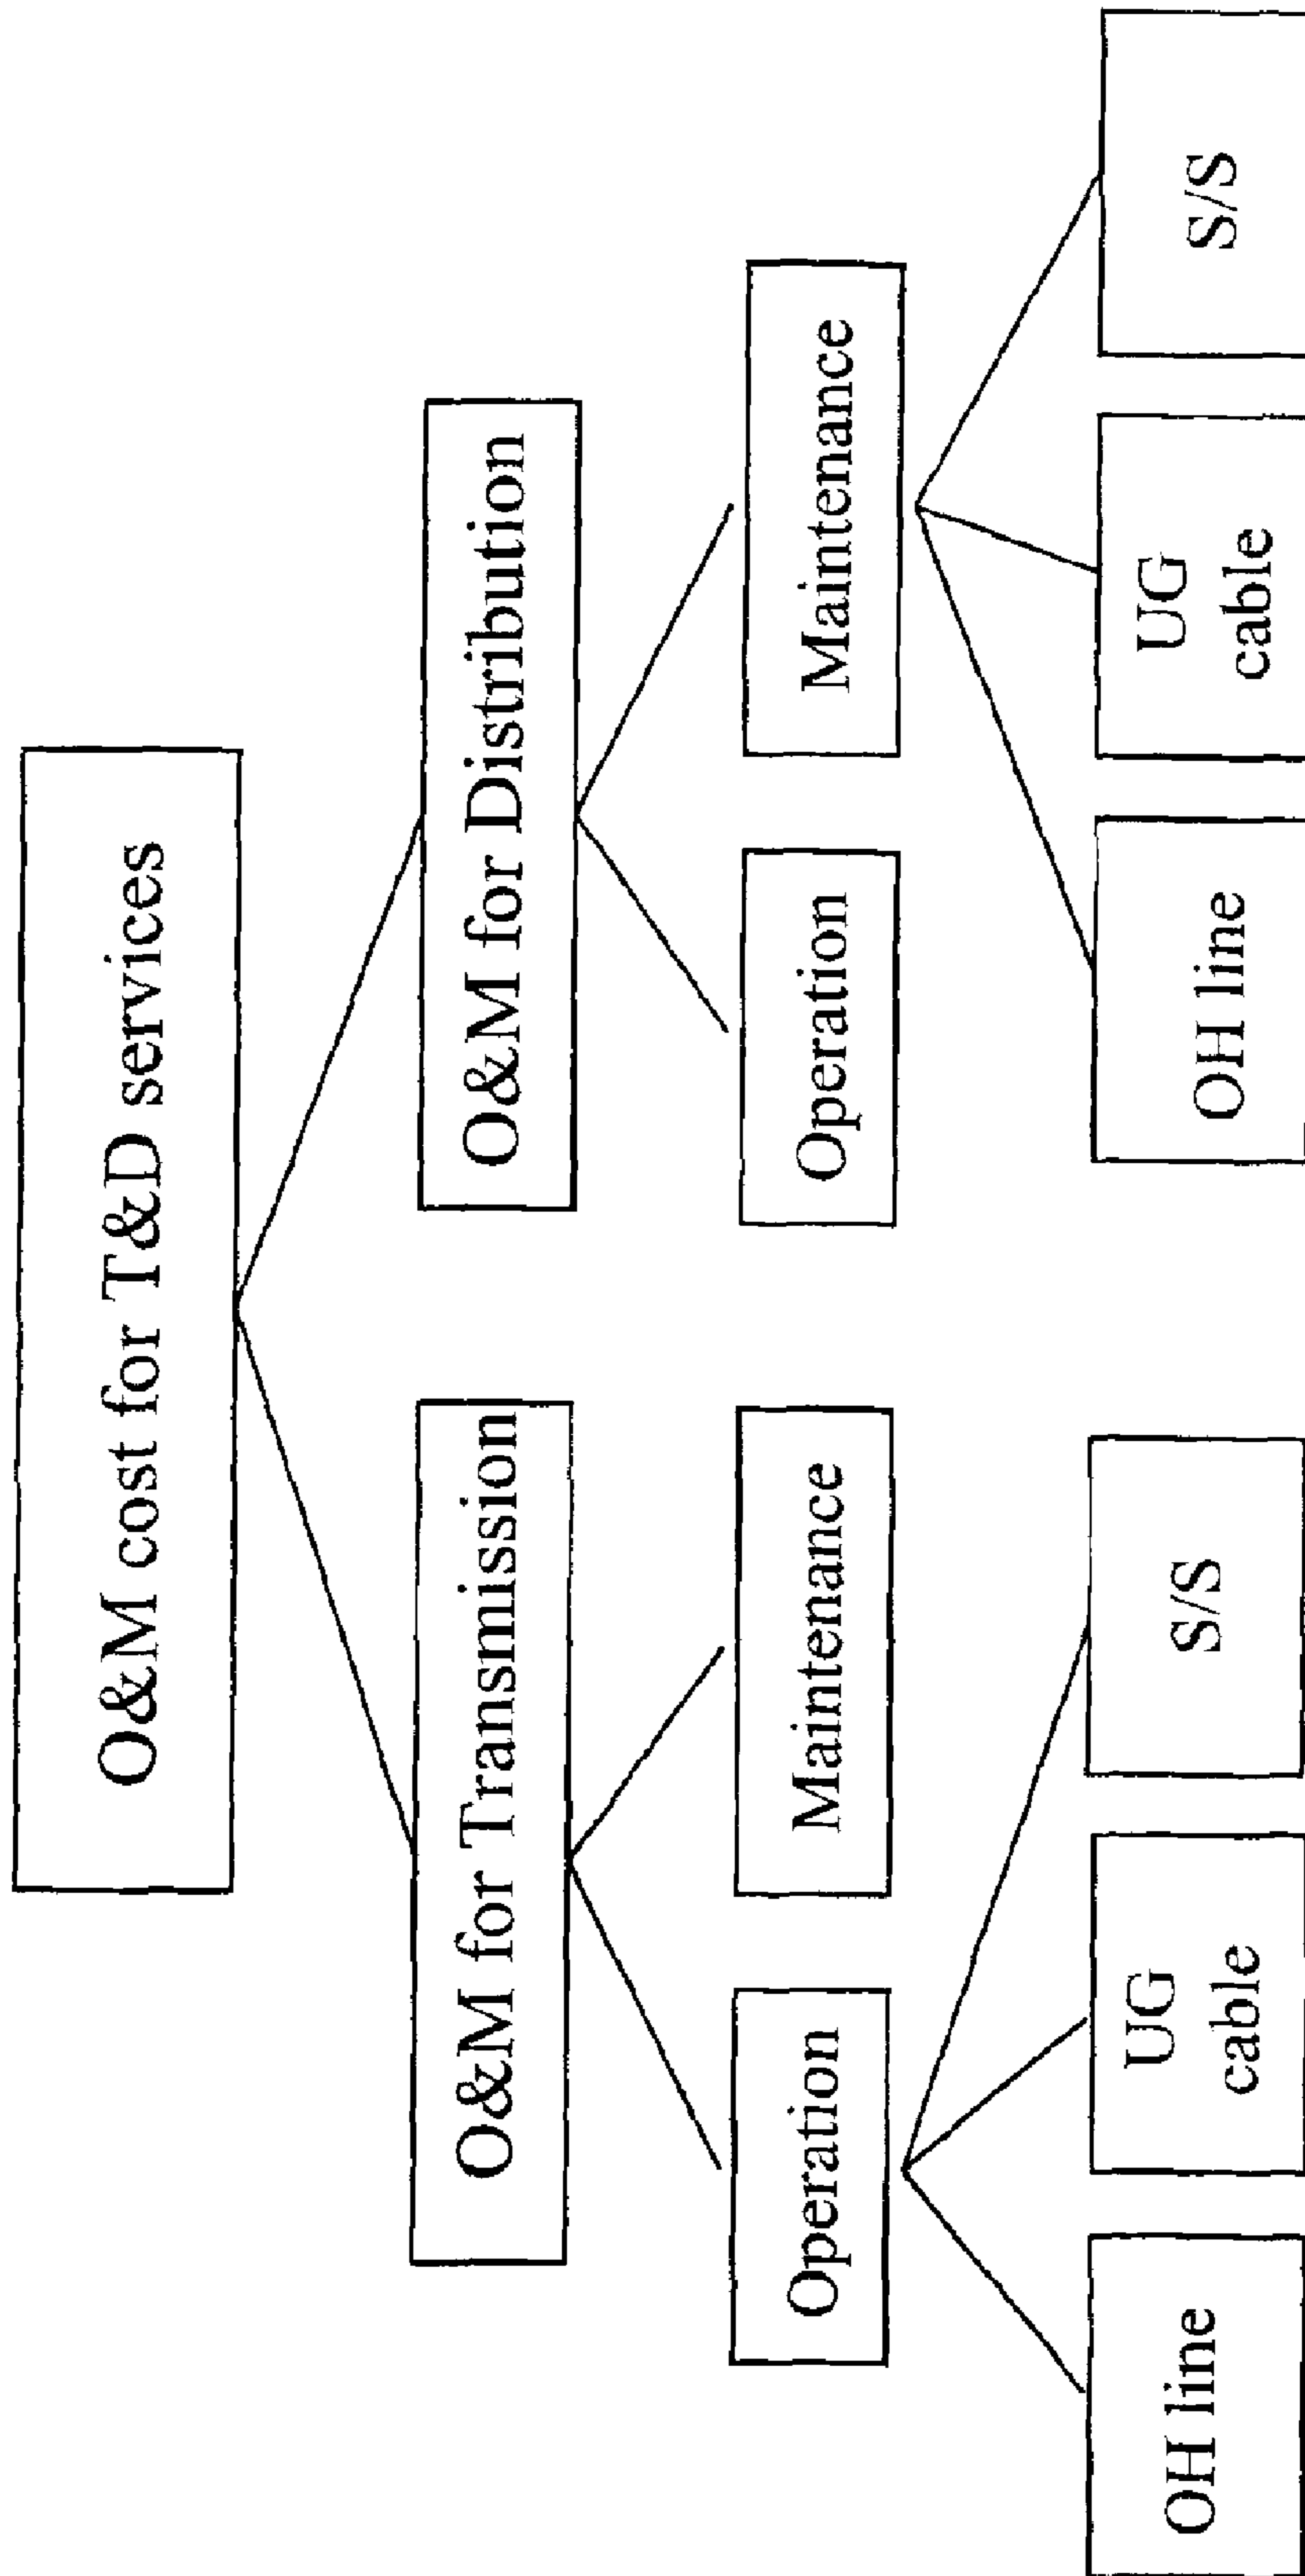 O&M cost for T&D services
O&M for Transmission
O&M for Distribution
Operation
Maintenance
Operation
Maintenance
OH line
UG
cable
S/S
OH line
UG
cable
S/S